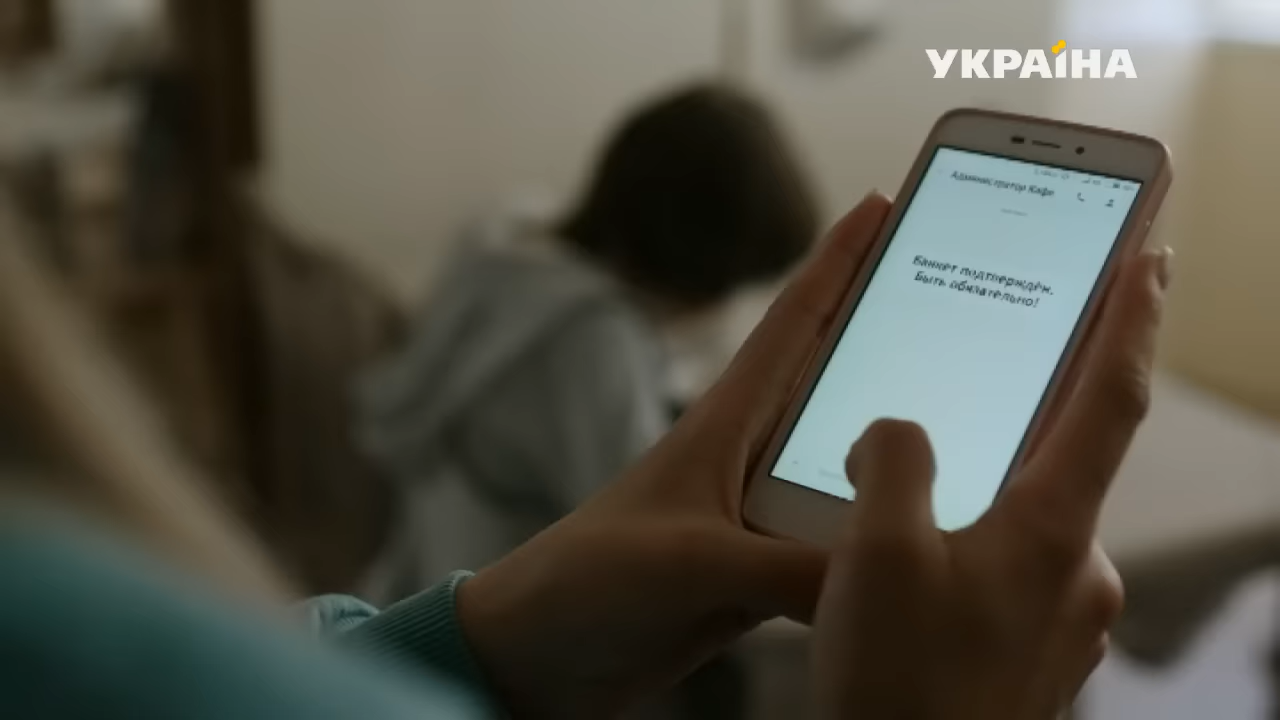 УКРАЇНА
Администратор Кафе
Банкет подтверждён.
Быть обязательно!